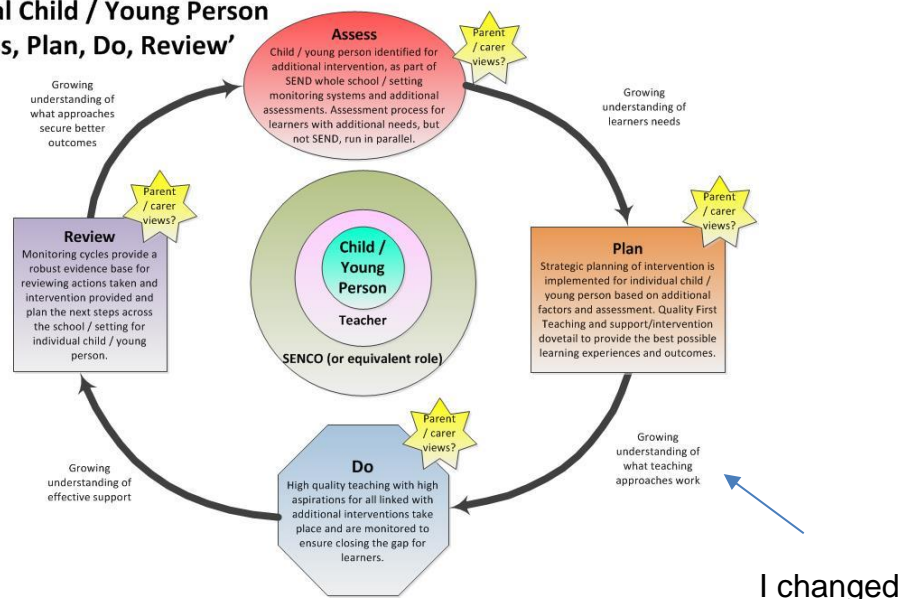 al Child / Young Person
s, Plan, Do, Review’
Assess
Child / young person identified for
additional intervention, as part of
SEND whole school / setting
monitoring systems and additional
assessments. Assessment process for
learners with additional needs, but
not SEND, run in parallel.
Parent
/ carer
views?
Growing
understanding of
what approaches
secure better
outcomes
Growing
understanding of
learners needs
Parent
/ carer
views?
Review
Monitoring cycles provide a
robust evidence base for
reviewing actions taken and
intervention provided and
plan the next steps across
the school / setting for
individual child / young
person.
Child /
Young
Person
Teacher
SENCO (or equivalent role)
Parent
/ carer
views?
Plan
Strategic planning of intervention is
implemented for individual child /
young person based on additional
factors and assessment. Quality First
Teaching and support/intervention
dovetail to provide the best possible
learning experiences and outcomes.
Growing
understanding of
effective support
Parent
/ carer
views?
Do
High quality teaching with high
aspirations for all linked with
additional interventions take
place and are monitored to
ensure closing the gap for
learners.
Growing
understanding of
what teaching
approaches work
I changed